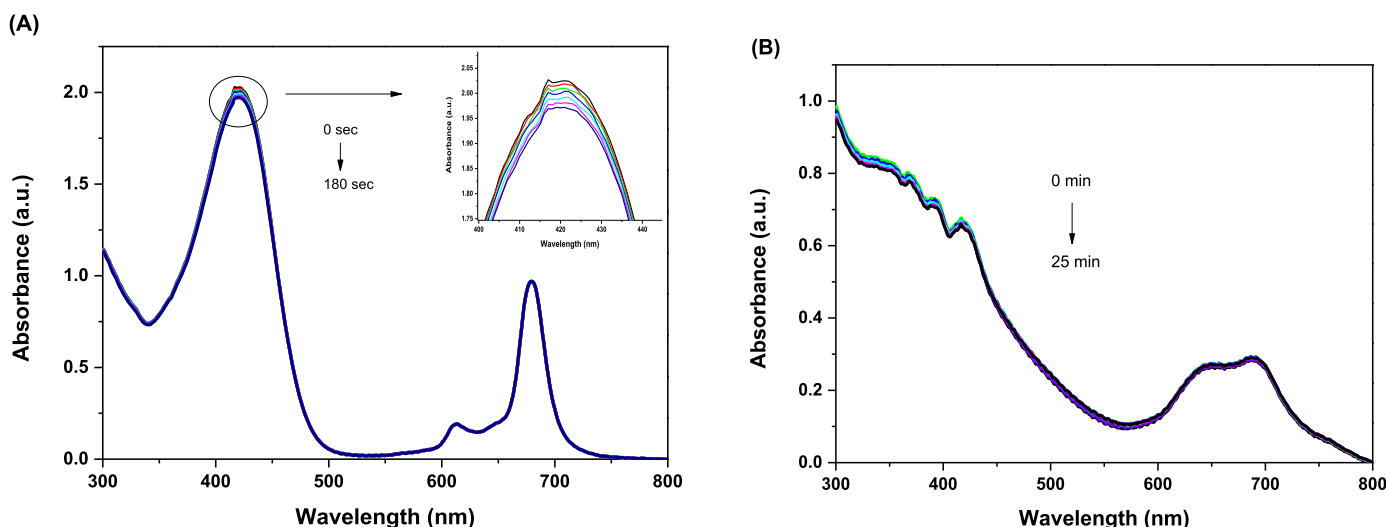 (A)
2.0
1.5
1.0
0.5
0.0
300
400
500
600
700
800
Wavelength (nm)
Absorbance (a.u.)
0 sec
180 sec
2.05
2.00
1.95
1.90
1.85
1.80
1.75
400
410
420
430
440
Wavelength (nm)
Absorbance (a.u.)
(B)
1.0
0.8
0.6
0.4
0.2
0.0
300
400
500
600
700
800
Wavelength (nm)
Absorbance (a.u.)
0 min
25 min